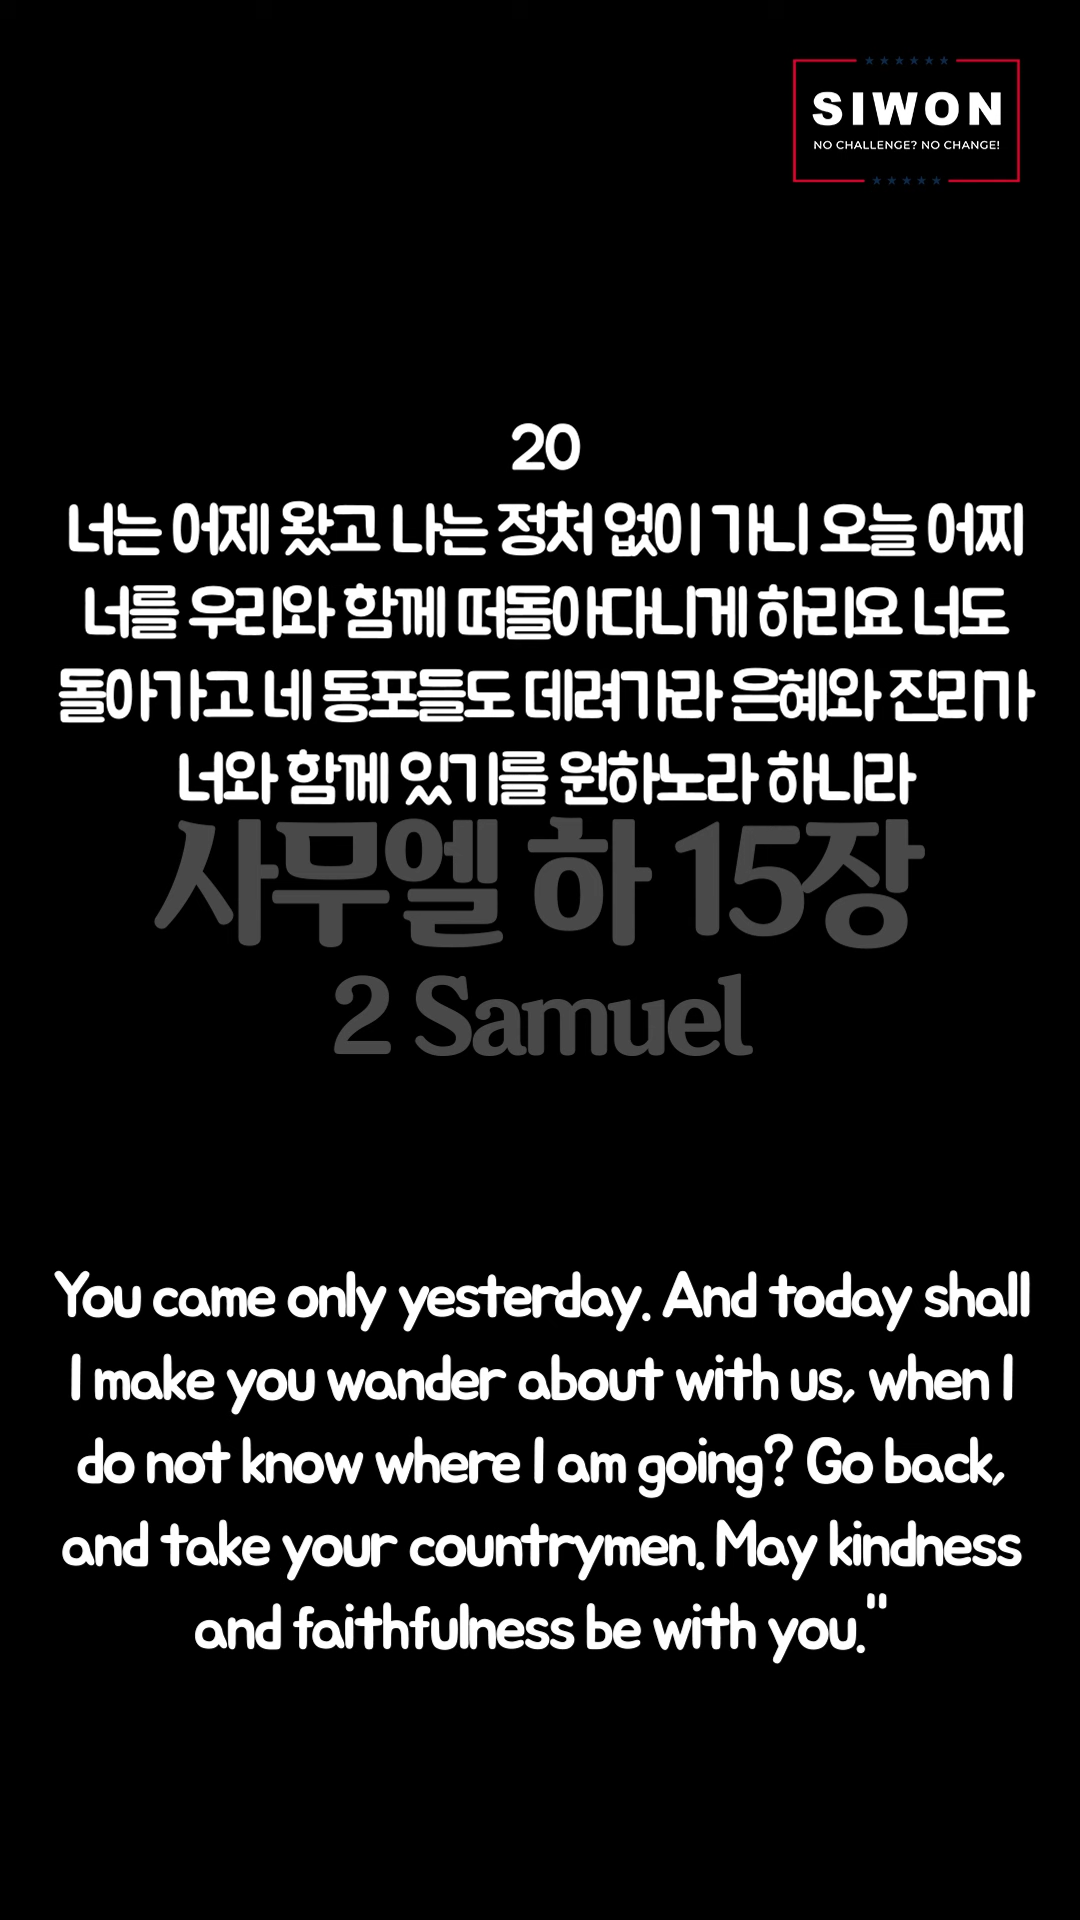 SIWON
NO CHALLENGE? NO CHANGE!
20
너는 어제 왔고 나는 정처 없이 가니 오늘 어찌
너를 우리와 함께 떠돌아다니게 하리요 너도
돌아가고 네 동포들도 데려가라 은혜와 진리가
너와 함께 있기를 원하노라 하니라
사무엘 하 15장
2 Samuel
You came only yesterday. And today shall
I make you wander about with us, when I
do not know where I am going? Go back,
and take your countrymen. May kindness
and faithfulness be with you."